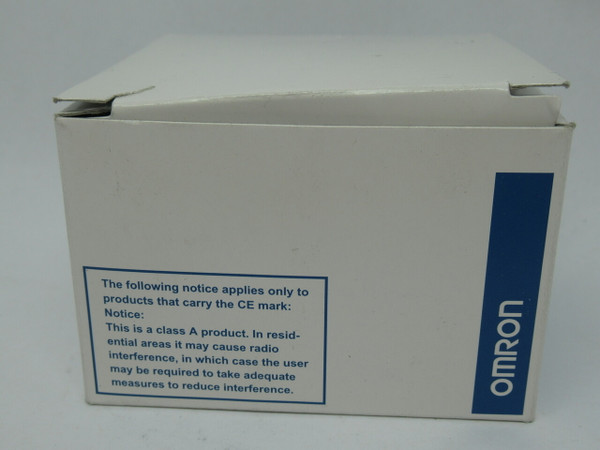 The following notice applies only to
products that carry the CE mark:
Notice:
This is a class A product. In resid-
ential areas it may cause radio
interference, in which case the user
may be required to take adequate
measures to reduce interference.
OMRON